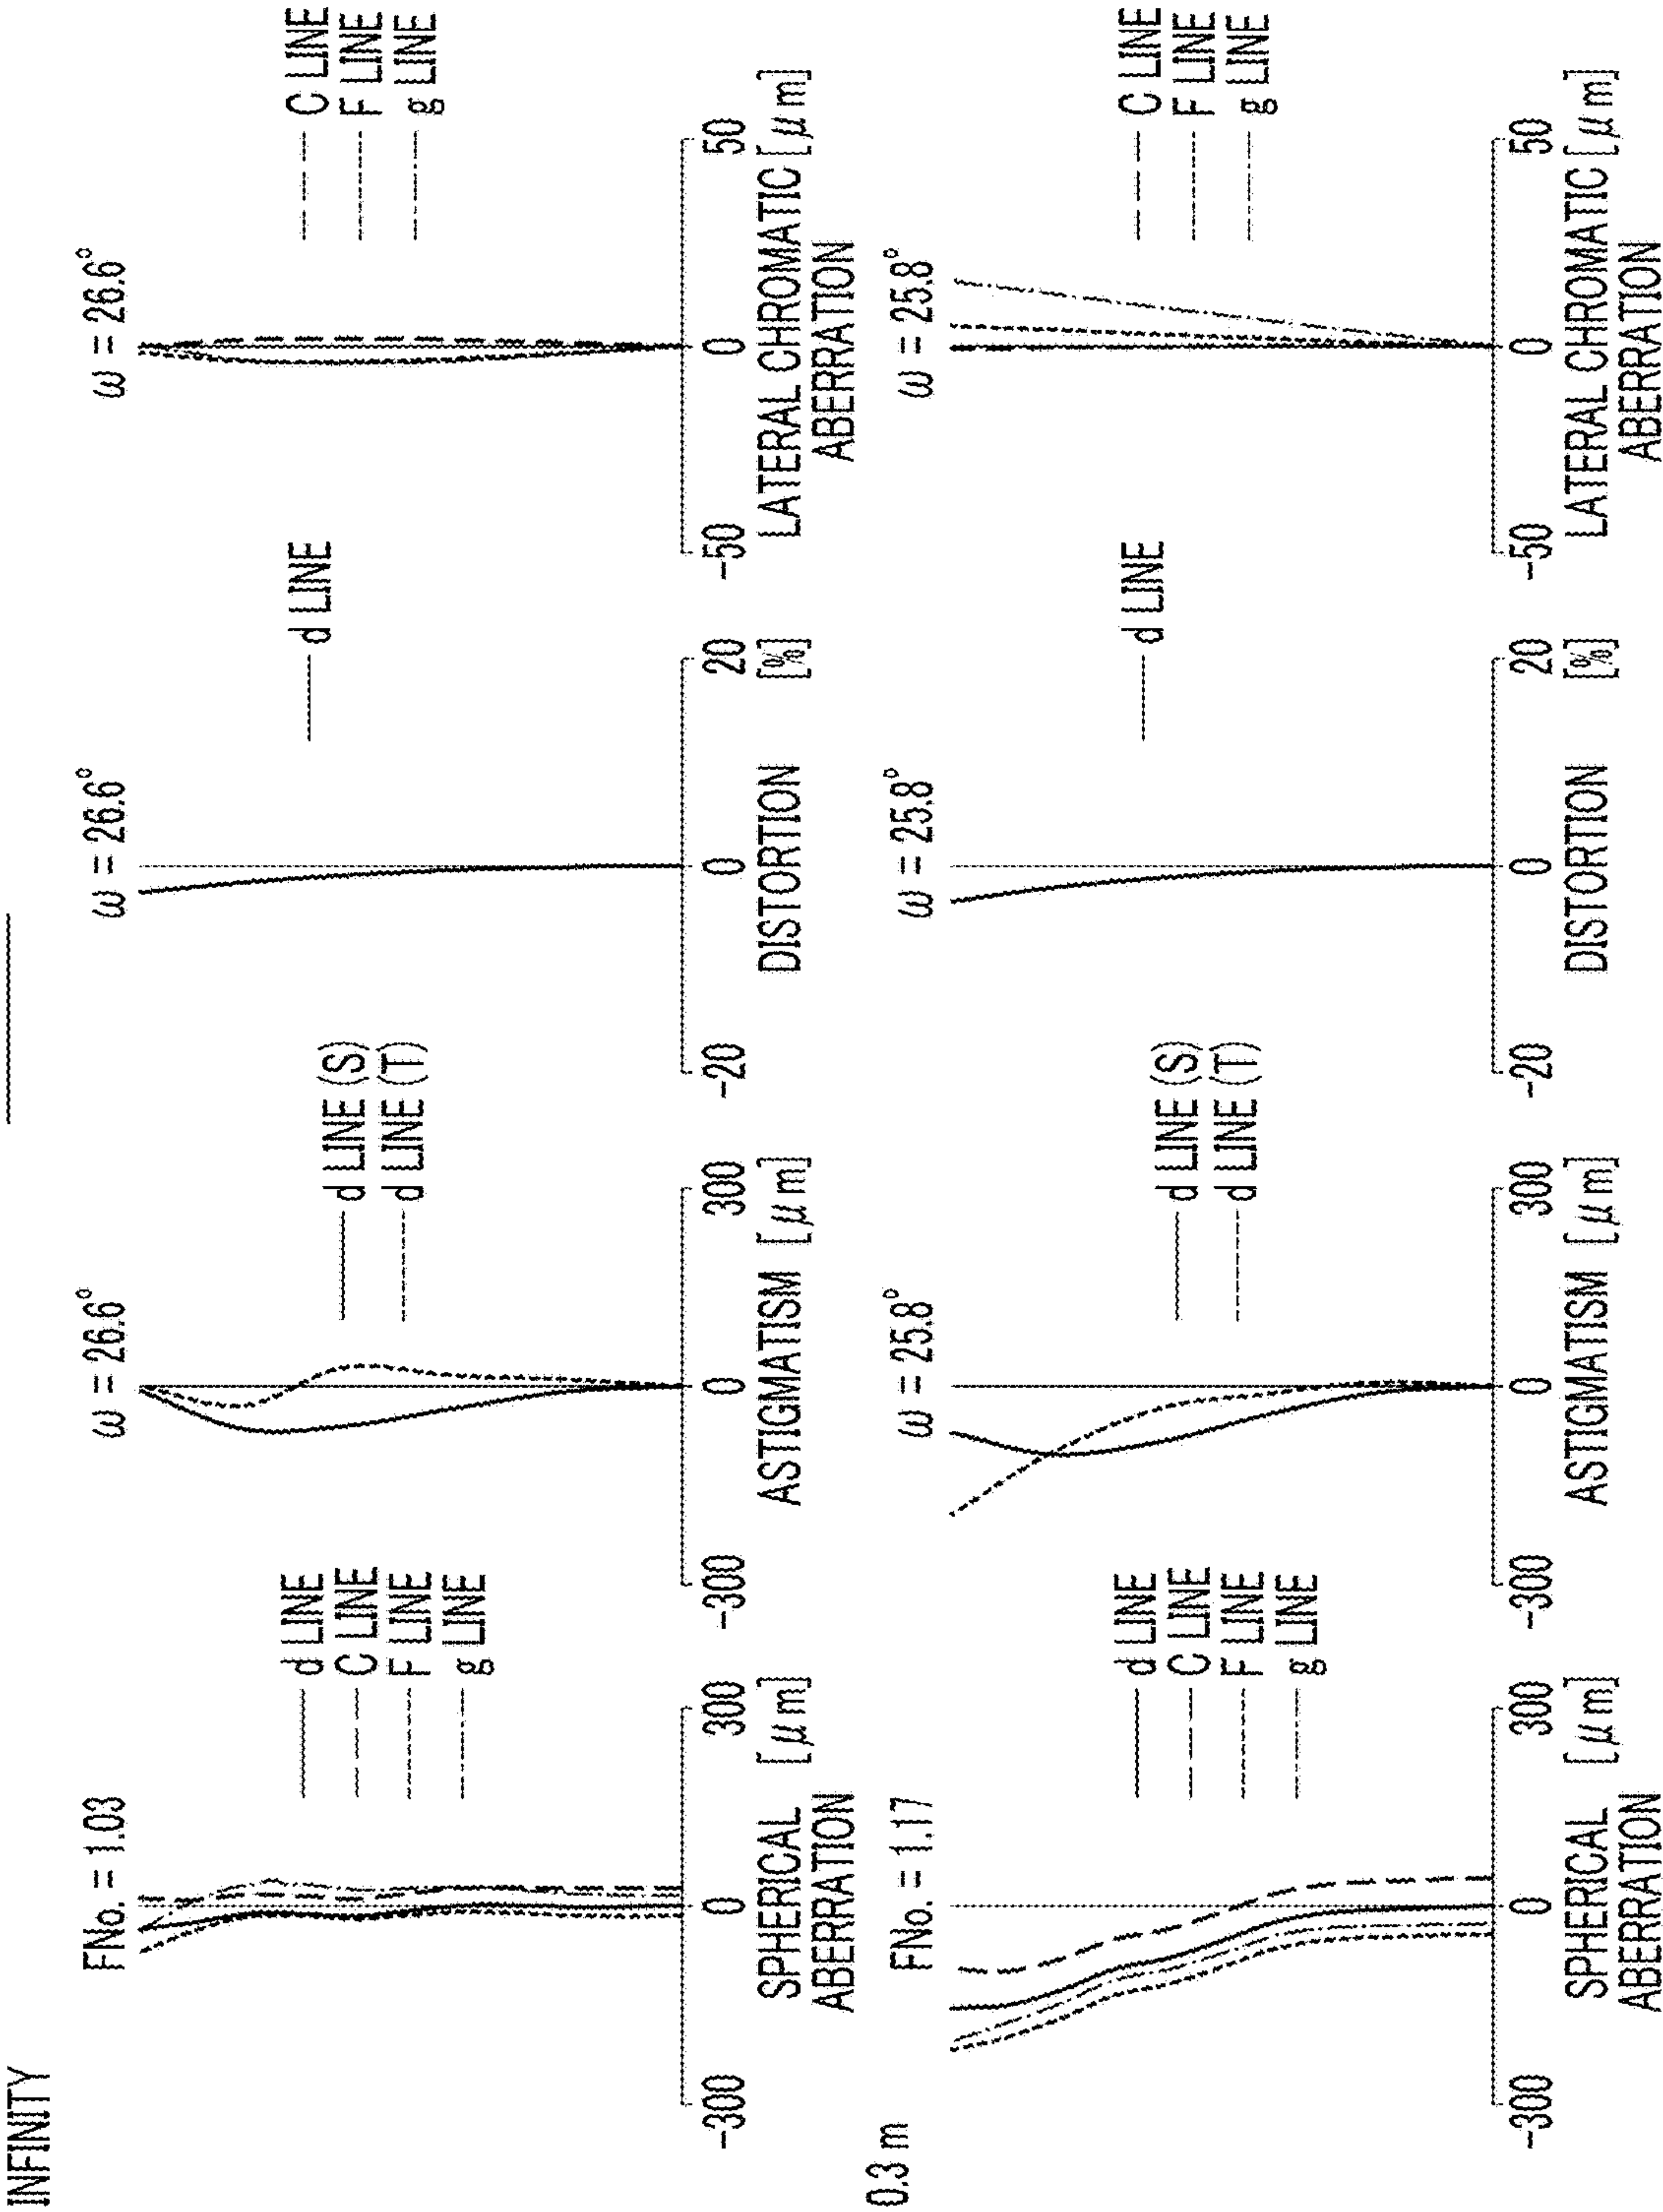 INFINITY
FNo. = 1.03
d LINE
C LINE
F LINE
g LINE
-300 0 300
SPHERICAL [μm]
ABERRATION
ω = 26.6°
d LINE (S)
d LINE (T)
-300 0 300
ASTIGMATISM [μm]
ω = 26.6°
d LINE
-20 0 20
DISTORTION [%]
ω = 26.6°
C LINE
F LINE
g LINE
-50 0 50
LATERAL CHROMATIC [μm]
ABERRATION
0.3 m
FNo. = 1.17
d LINE
C LINE
F LINE
g LINE
-300 0 300
SPHERICAL [μm]
ABERRATION
ω = 25.8°
d LINE (S)
d LINE (T)
-300 0 300
ASTIGMATISM [μm]
ω = 25.8°
d LINE
-20 0 20
DISTORTION [%]
ω = 25.8°
C LINE
F LINE
g LINE
-50 0 50
LATERAL CHROMATIC [μm]
ABERRATION